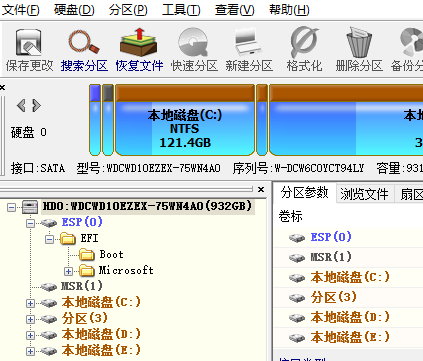 文件(F) 硬盘(D) 分区(P) 工具(T) 查看(V) 帮助(H)
保存更改 搜索分区 恢复文件 快速分区 新建分区 格式化 删除分区 备份分
硬盘 0
本地磁盘(C:)
NTFS
121.4GB
本地
3
接口:SATA 型号:WDCWD10EZEX-75WN4A0 序列号:W-DCW6C0YCT94LY 容量:931
HD0:WDCWD10EZEX-75WN4A0(932GB)
ESP(0)
EFI
Boot
Microsoft
MSR(1)
本地磁盘(C:)
分区(3)
本地磁盘(D:)
本地磁盘(E:)
分区参数 浏览文件 扇区
卷标
ESP(0)
MSR(1)
本地磁盘(C:)
分区(3)
本地磁盘(D:)
本地磁盘(E:)